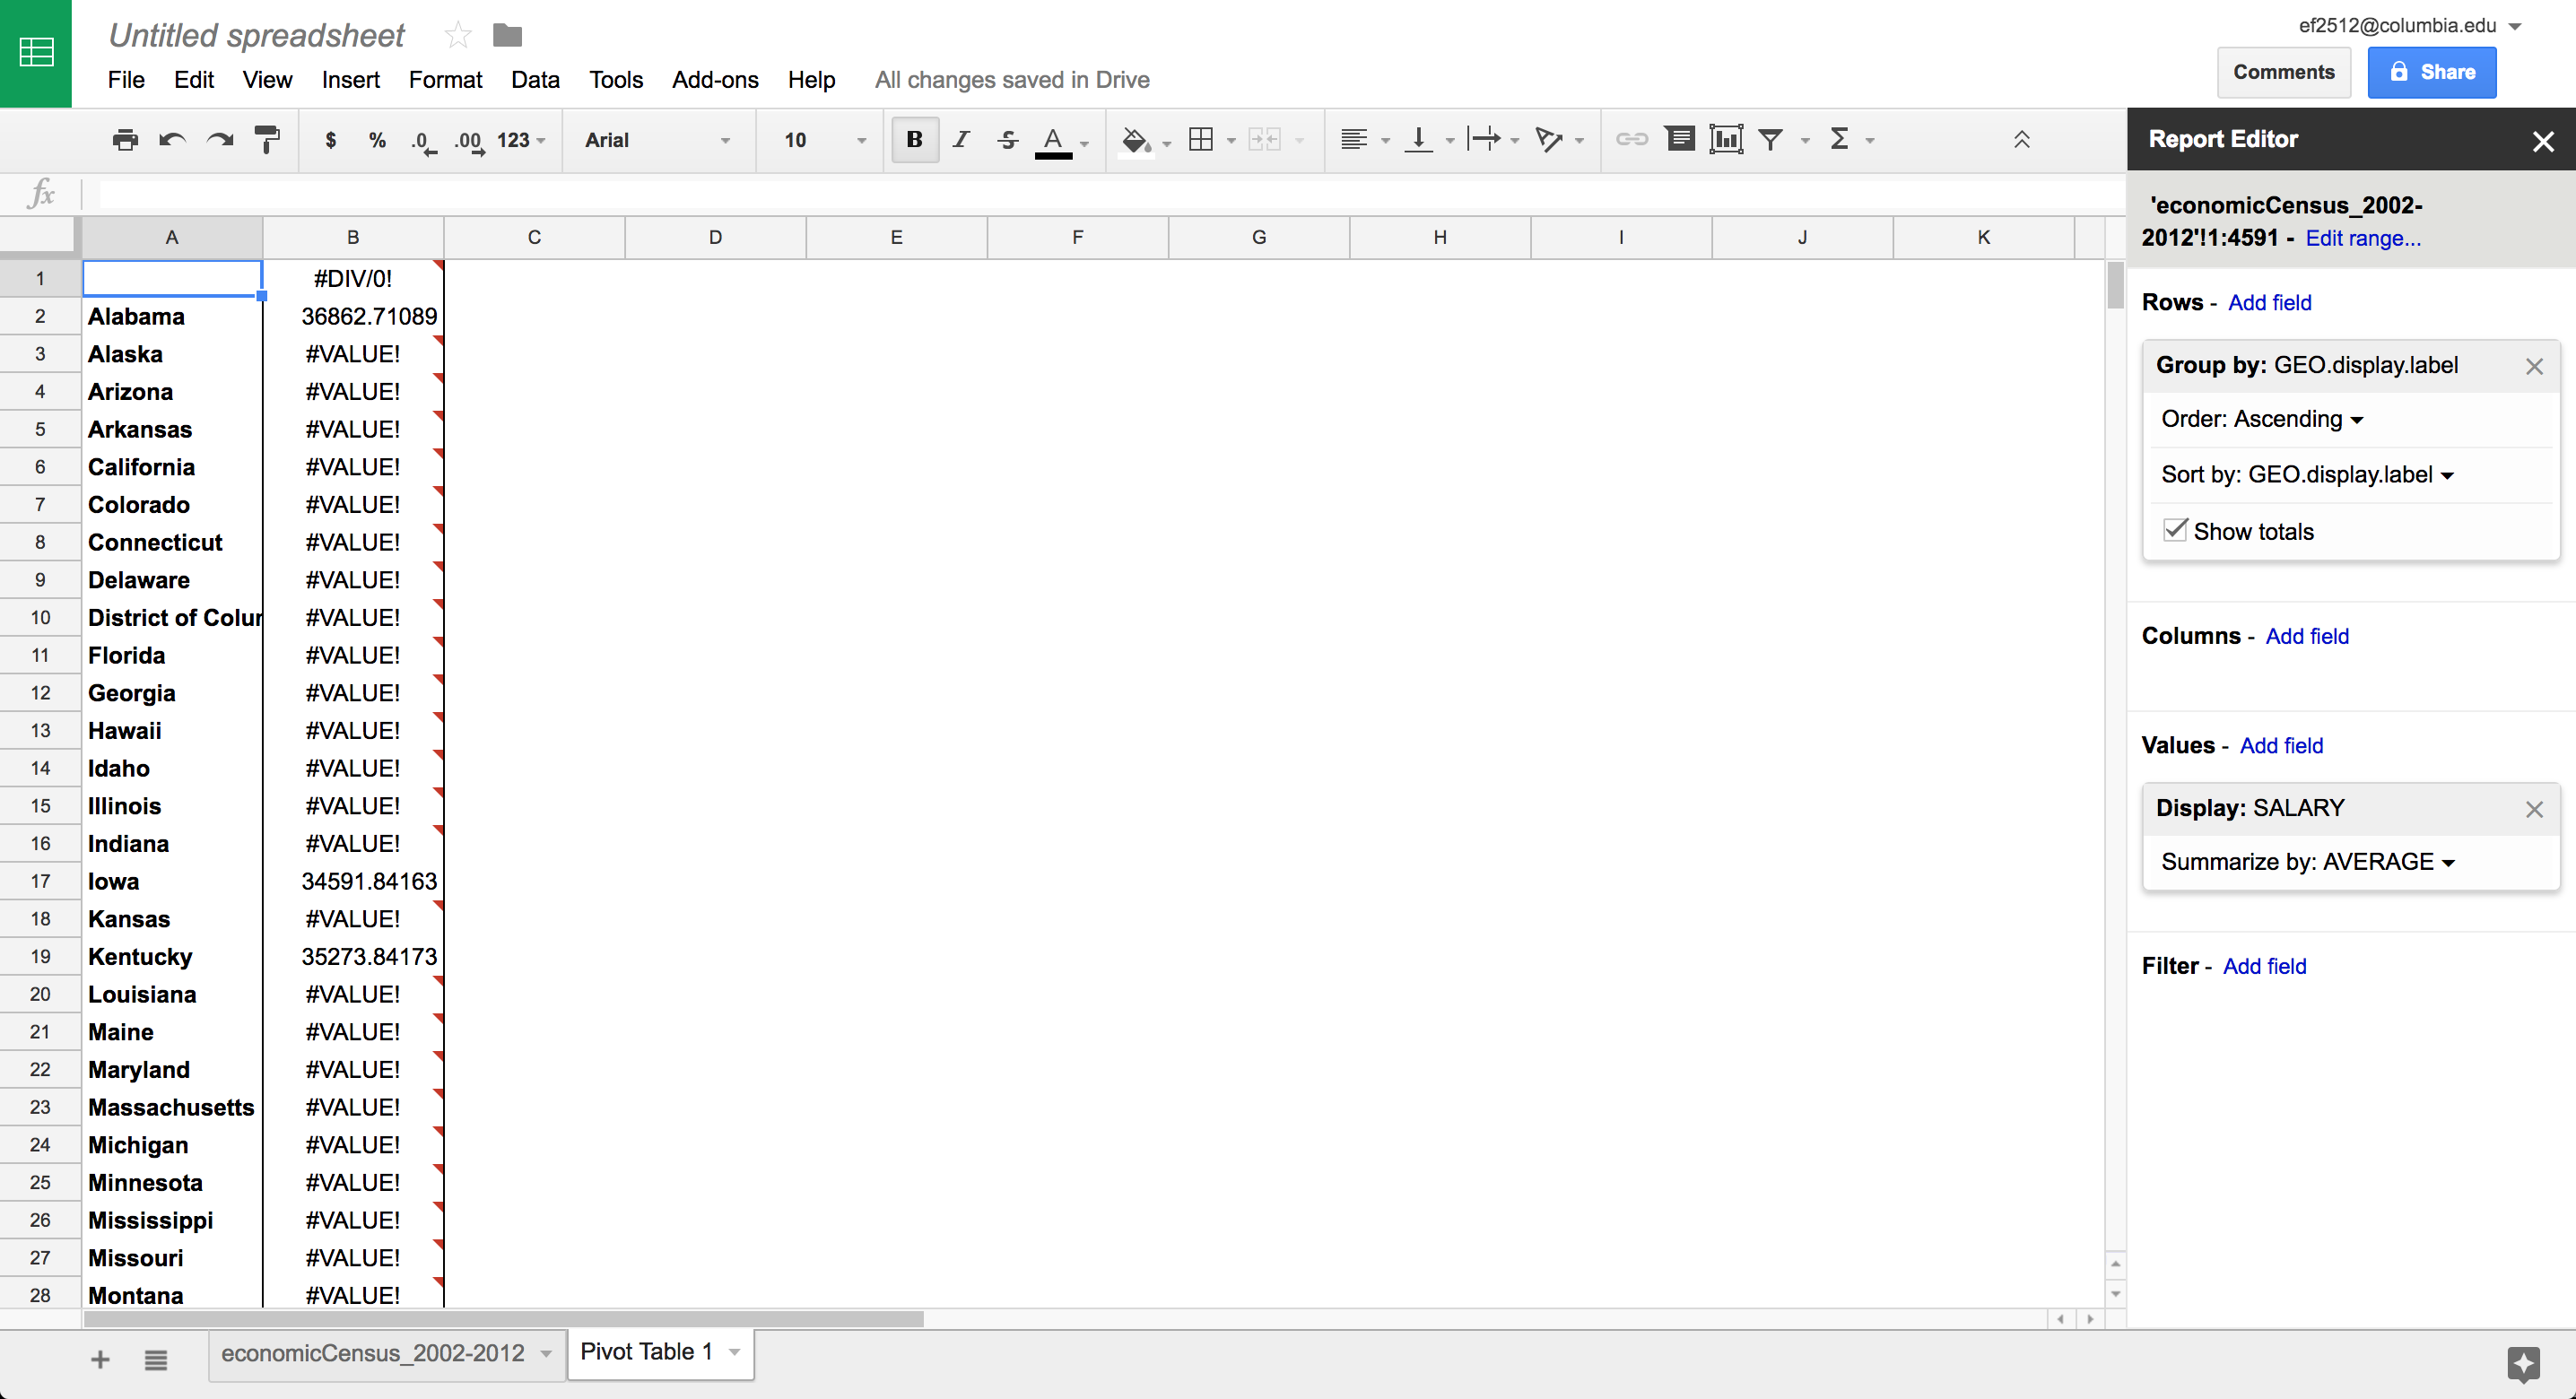 Untitled spreadsheet
ef2512@columbia.edu
File Edit View Insert Format Data Tools Add-ons Help All changes saved in Drive
Comments Share
$ % .0 .00 123 Arial 10 B I S A Σ
Report Editor
fx
'economicCensus_2002-
2012'!1:4591 - Edit range...
A B C D E F G H I J K
1 #DIV/0!
2 Alabama 36862.71089
3 Alaska #VALUE!
4 Arizona #VALUE!
5 Arkansas #VALUE!
6 California #VALUE!
7 Colorado #VALUE!
8 Connecticut #VALUE!
9 Delaware #VALUE!
10 District of Colur #VALUE!
11 Florida #VALUE!
12 Georgia #VALUE!
13 Hawaii #VALUE!
14 Idaho #VALUE!
15 Illinois #VALUE!
16 Indiana #VALUE!
17 Iowa 34591.84163
18 Kansas #VALUE!
19 Kentucky 35273.84173
20 Louisiana #VALUE!
21 Maine #VALUE!
22 Maryland #VALUE!
23 Massachusetts #VALUE!
24 Michigan #VALUE!
25 Minnesota #VALUE!
26 Mississippi #VALUE!
27 Missouri #VALUE!
28 Montana #VALUE!
Rows - Add field
Group by: GEO.display.label
Order: Ascending
Sort by: GEO.display.label
Show totals
Columns - Add field
Values - Add field
Display: SALARY
Summarize by: AVERAGE
Filter - Add field
economicCensus_2002-2012 Pivot Table 1